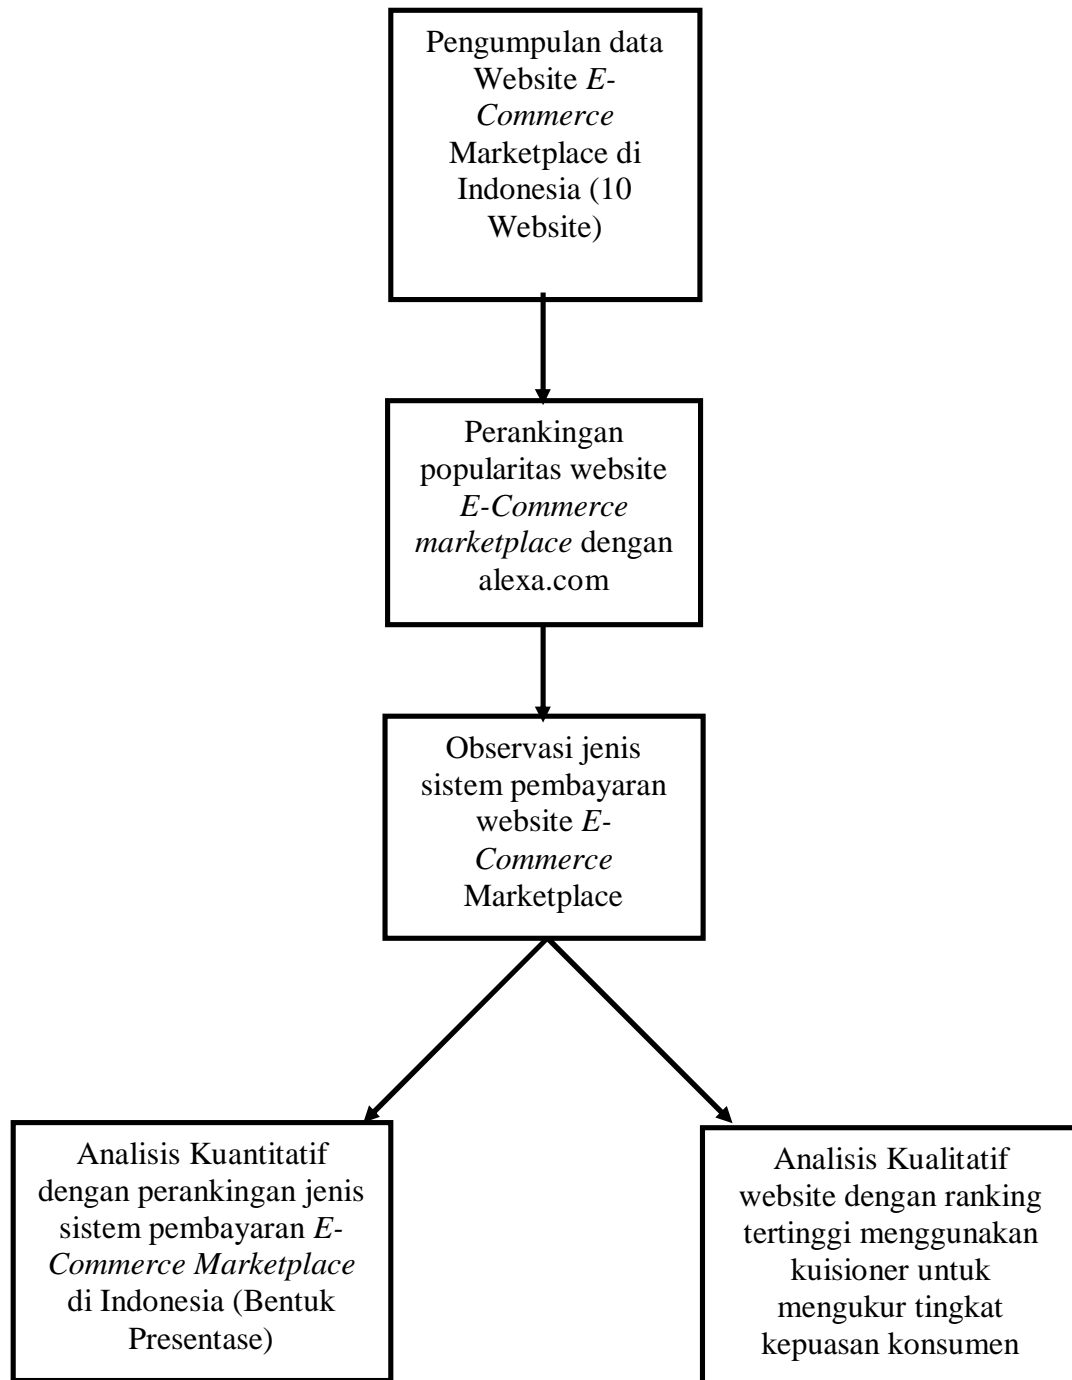 Pengumpulan data
Website E-
Commerce
Marketplace di
Indonesia (10
Website)
Perankingan
popularitas website
E-Commerce
marketplace dengan
alexa.com
Observasi jenis
sistem pembayaran
website E-
Commerce
Marketplace
Analisis Kuantitatif
dengan perankingan jenis
sistem pembayaran E-
Commerce Marketplace
di Indonesia (Bentuk
Presentase)
Analisis Kualitatif
website dengan ranking
tertinggi menggunakan
kuisioner untuk
mengukur tingkat
kepuasan konsumen